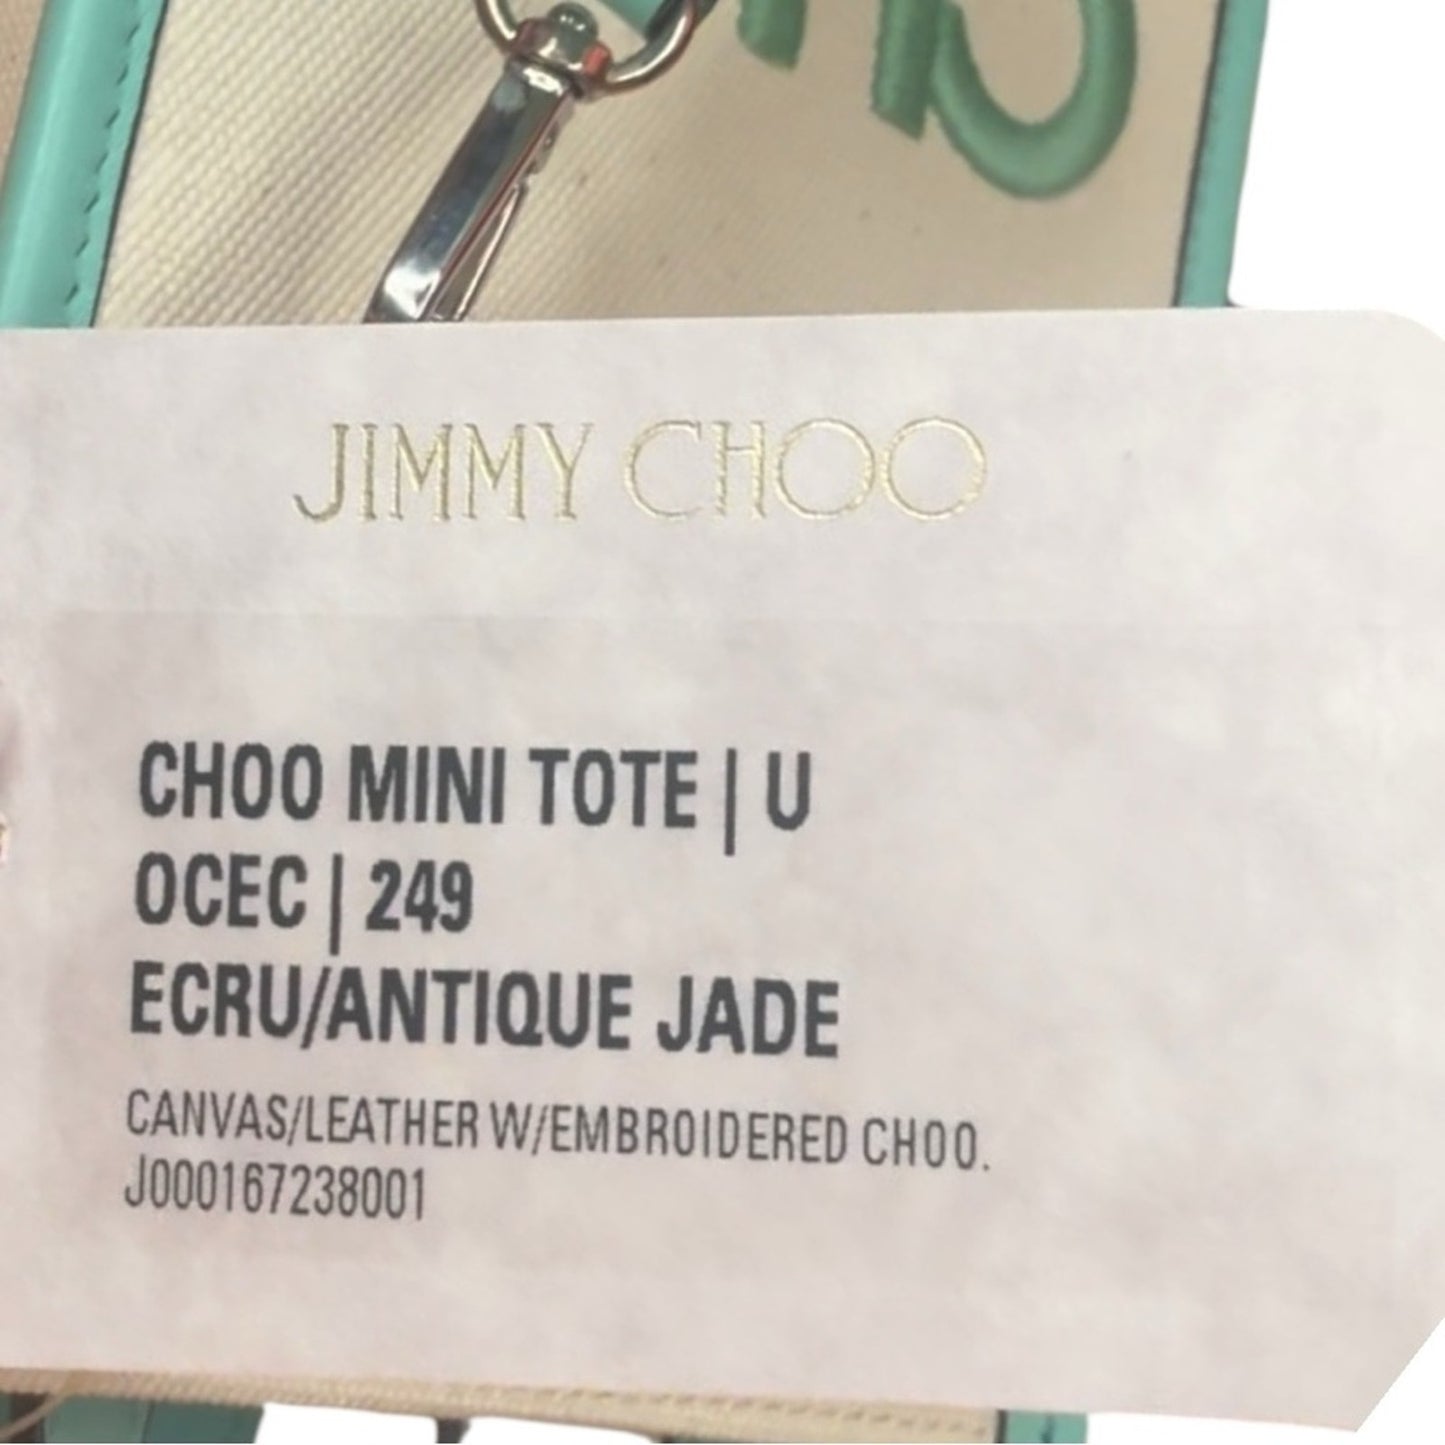 JIMMY CHOO
CHOO MINI TOTE | U
OCEC | 249
ECRU/ANTIQUE JADE
CANVAS/LEATHER W/EMBROIDERED CHOO.
J000167238001